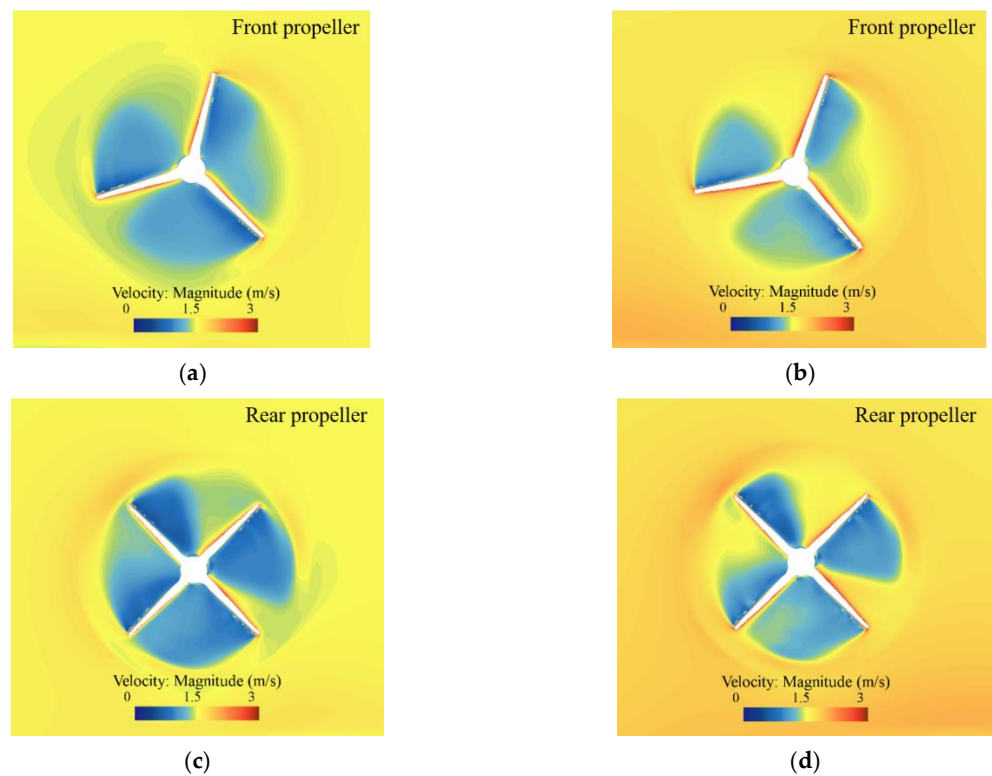 Front propeller
Velocity: Magnitude (m/s)
0 1.5 3
(a)
Front propeller
Velocity: Magnitude (m/s)
0 1.5 3
(b)
Rear propeller
Velocity: Magnitude (m/s)
0 1.5 3
(c)
Rear propeller
Velocity: Magnitude (m/s)
0 1.5 3
(d)